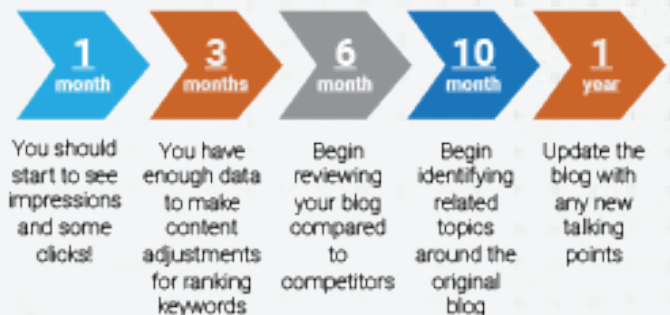 1
month
3
months
6
month
10
month
1
year
You should
start to see
impressions
and some
clicks!
You have
enough data
to make
content
adjustments
for ranking
keywords
Begin
reviewing
your blog
compared
to
competitors
Begin
identifying
related
topics
around the
original
blog
Update the
blog with
any new
talking
points